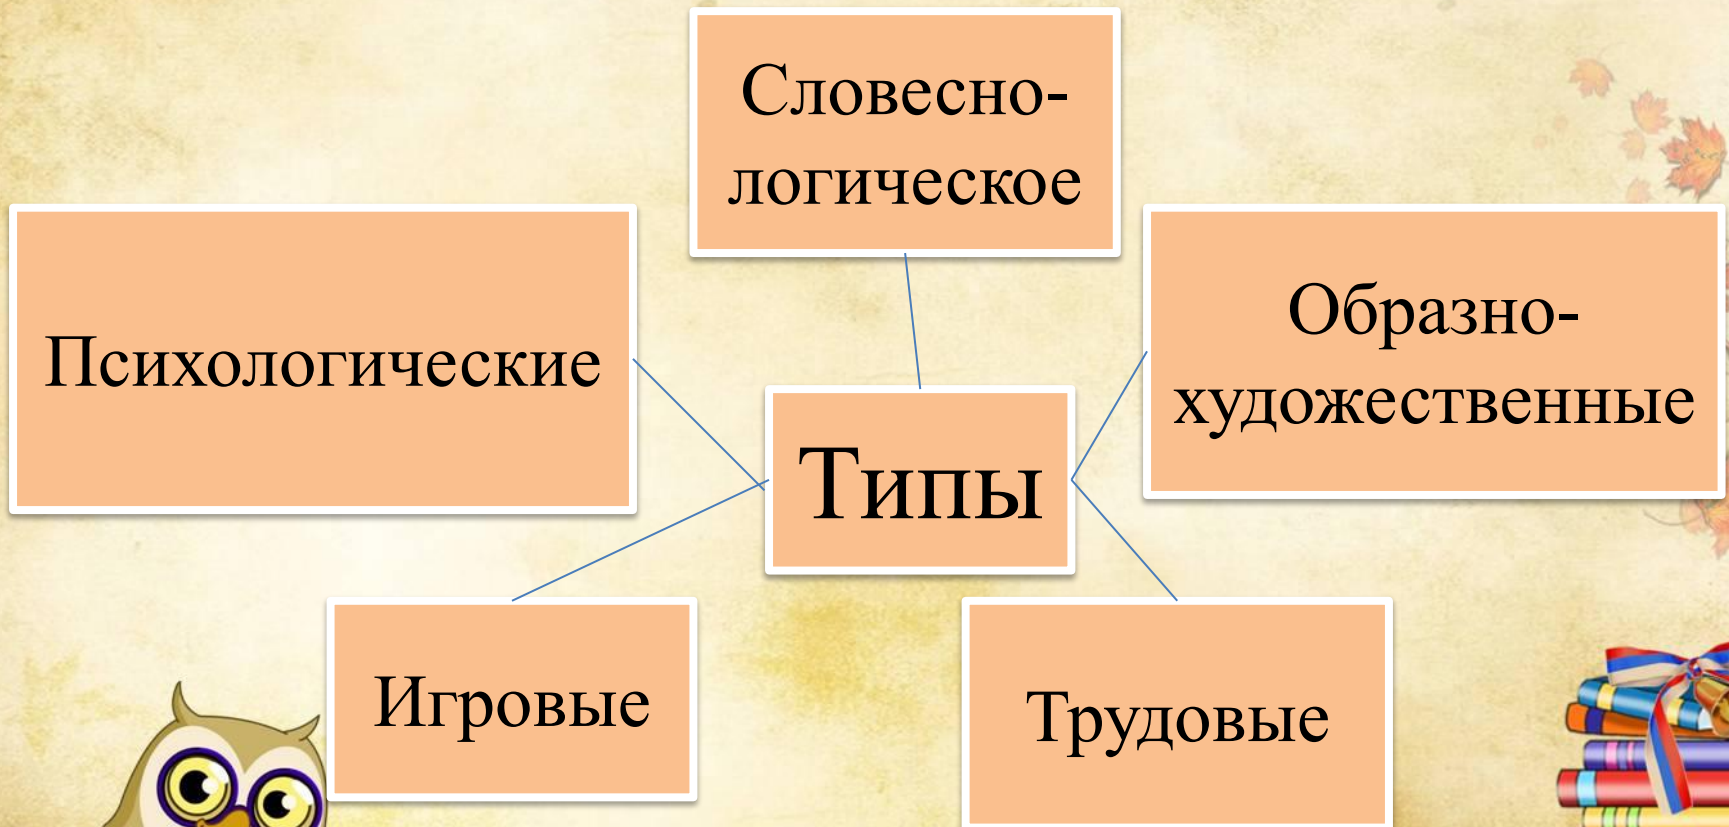 Словесно-
логическое
Психологические
Образно-
художественные
Типы
Игровые
Трудовые